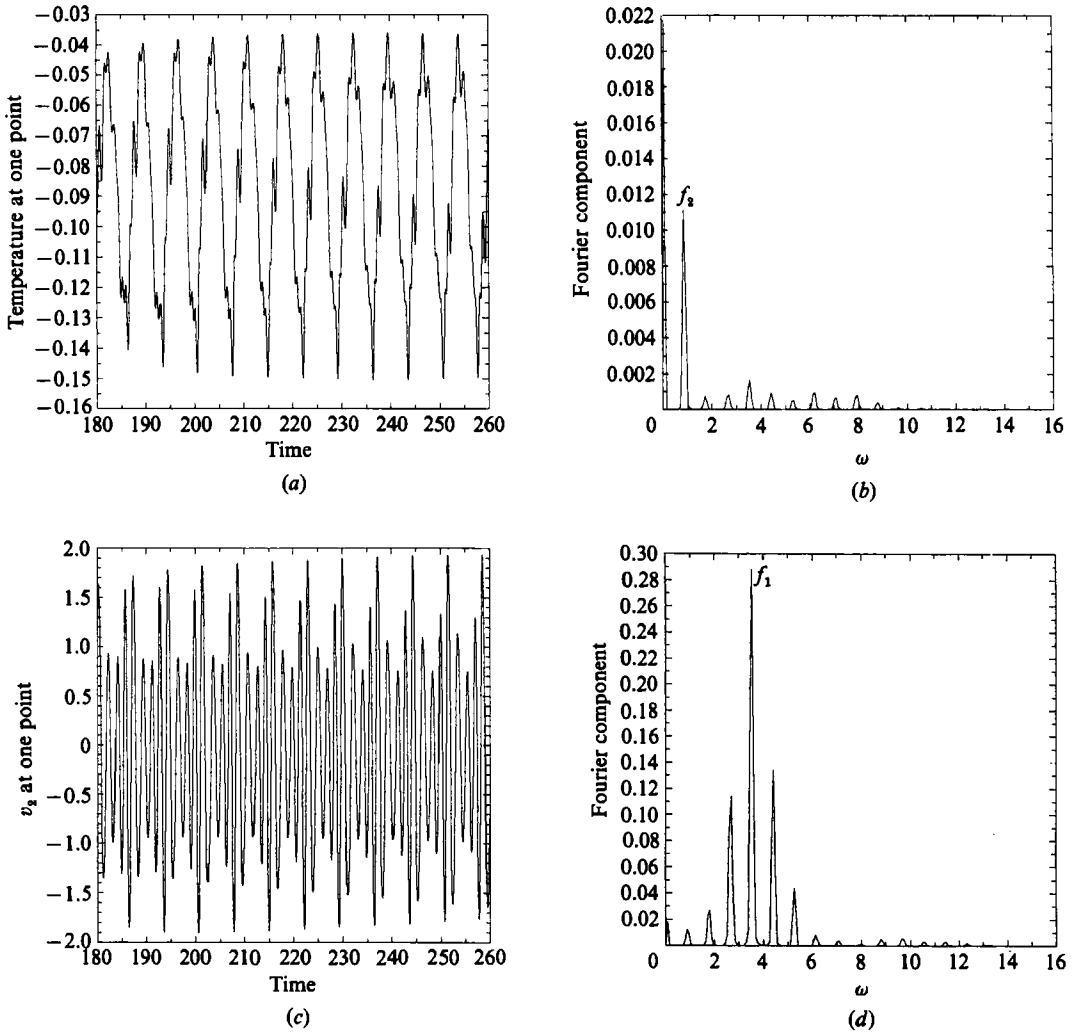 −0.03
−0.04
−0.05
−0.06
−0.07
−0.08
−0.09
−0.10
−0.11
−0.12
−0.13
−0.14
−0.15
−0.16
Temperature at one point
180 190 200 210 220 230 240 250 260
Time
(a)
0.022
0.020
0.018
0.016
0.014
0.012
0.010
0.008
0.006
0.004
0.002
Fourier component
f₂
0 2 4 6 8 10 12 14 16
ω
(b)
2.0
1.5
1.0
0.5
0
−0.5
−1.0
−1.5
−2.0
v₂ at one point
180 190 200 210 220 230 240 250 260
Time
(c)
0.30
0.28
0.26
0.24
0.22
0.20
0.18
0.16
0.14
0.12
0.10
0.08
0.06
0.04
0.02
Fourier component
f₁
0 2 4 6 8 10 12 14 16
ω
(d)